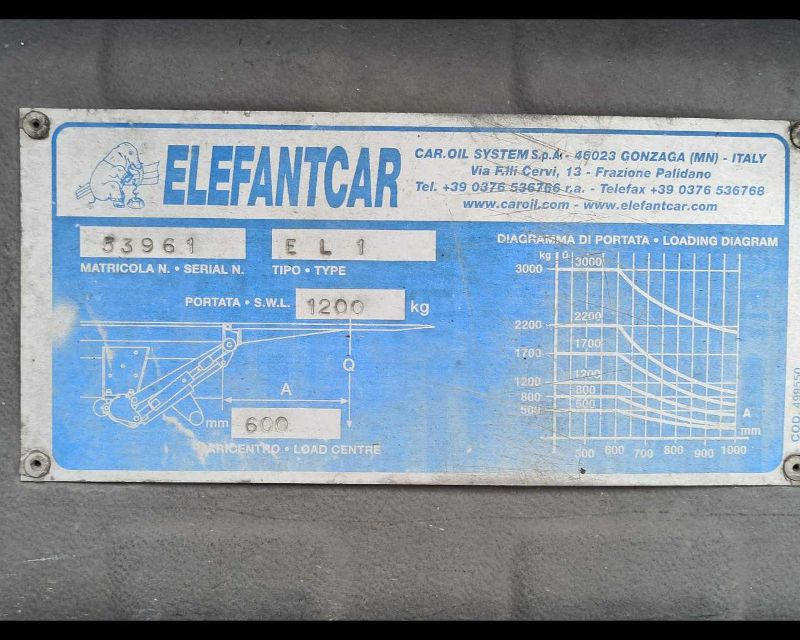 ELEFANTCAR
CAR.OIL SYSTEM S.p.A. - 46023 GONZAGA (MN) - ITALY
Via F.lli Cervi, 13 - Frazione Palidano
Tel. +39 0376 536766 r.a. - Telefax +39 0376 536768
www.caroil.com - www.elefantcar.com
33961
MATRICOLA N. • SERIAL N.
EL1
TIPO • TYPE
PORTATA • S.W.L. 1200 kg
A
Q
mm 600
BARICENTRO • LOAD CENTRE
DIAGRAMMA DI PORTATA • LOADING DIAGRAM
kg Q
3000 3000
2200 2200
1700 1700
1200 1200
800 800
500 500
A
mm
500 600 700 800 900 1000
COD. 499550